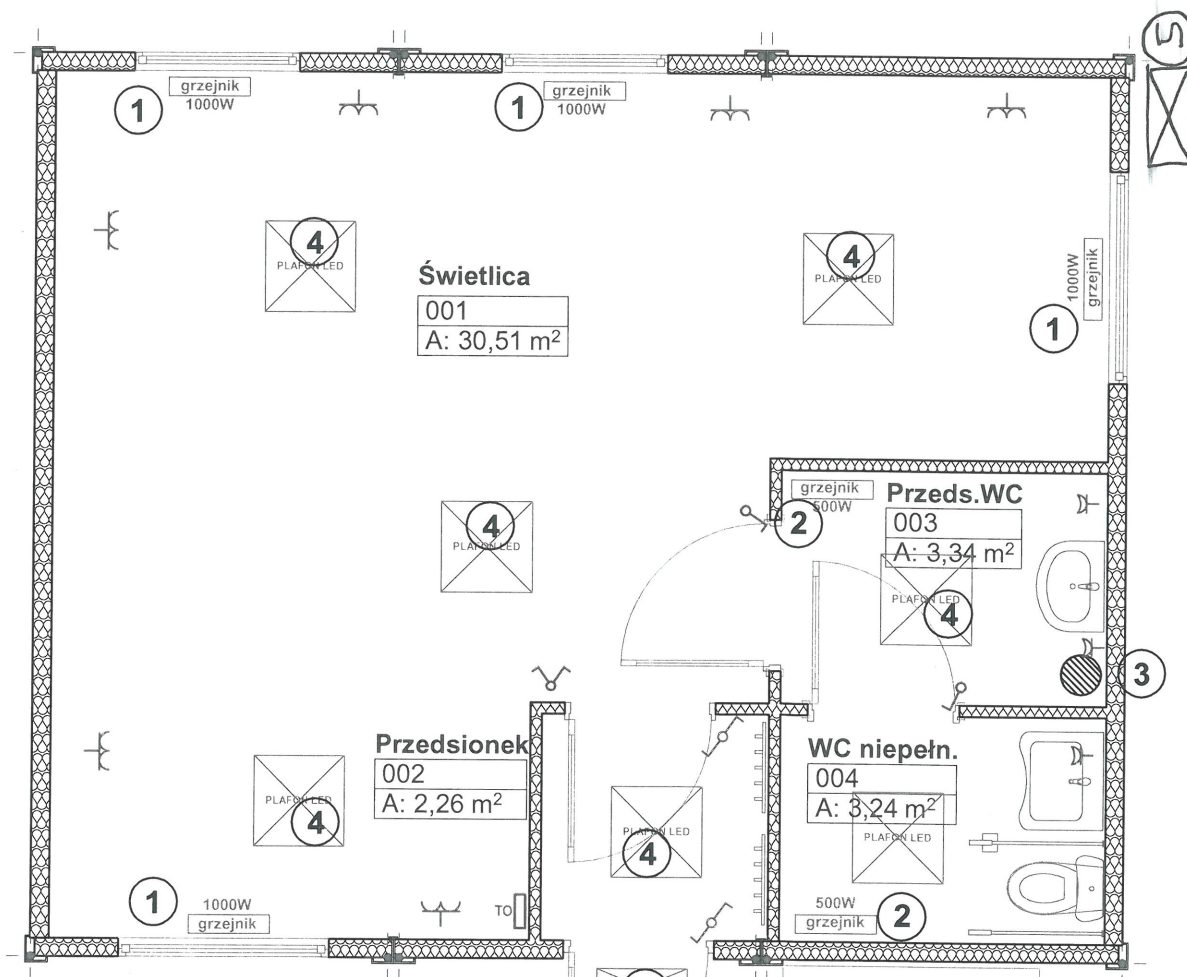 5
grzejnik
1000W
1
grzejnik
1000W
1
4
PLAFON LED
4
PLAFON LED
Świetlica
001
A: 30,51 m²
1000W
grzejnik
1
grzejnik
500W
2
Przeds.WC
003
A: 3,34 m²
4
PLAFON LED
PLAFON LED
4
3
Przedsionek
002
A: 2,26 m²
WC niepełn.
004
A: 3,24 m²
PLAFON LED
4
PLAFON LED
4
PLAFON LED
1
1000W
grzejnik
TO
500W
grzejnik
2